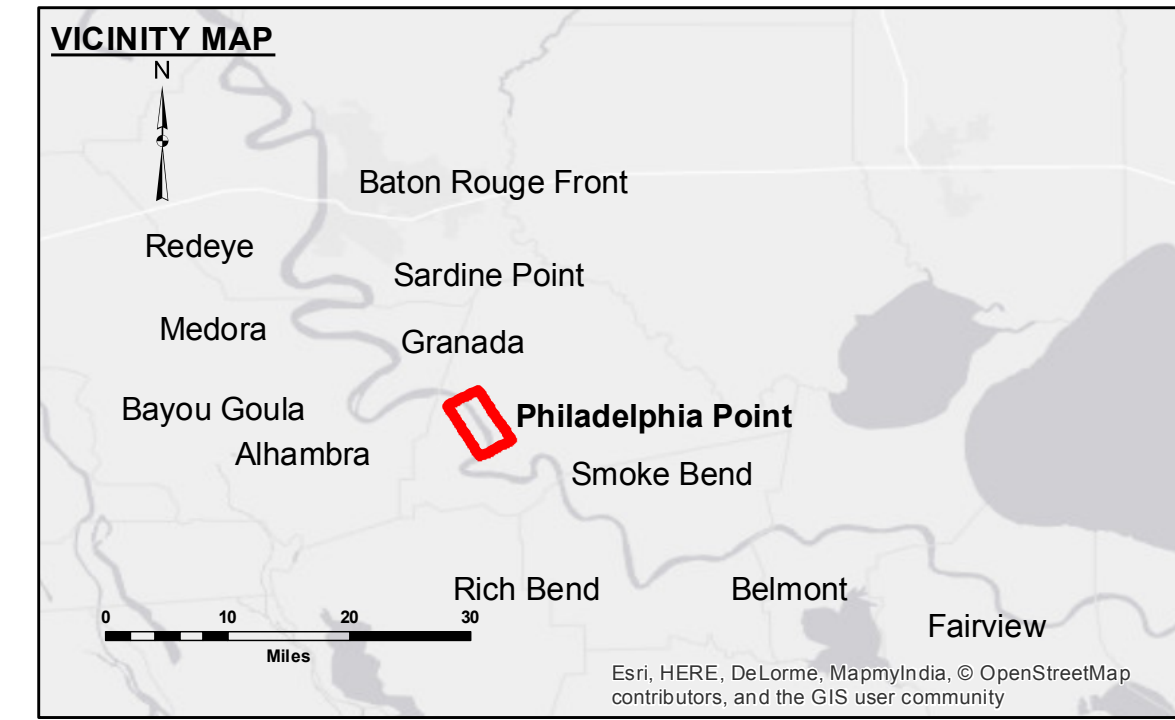 VICINITY MAP
N
Baton Rouge Front
Redeye
Sardine Point
Medora
Granada
Bayou Goula
Philadelphia Point
Alhambra
Smoke Bend
Rich Bend
Belmont
Fairview
0 10 20 30
Miles
Esri, HERE, DeLorme, MapmyIndia, © OpenStreetMap
contributors, and the GIS user community